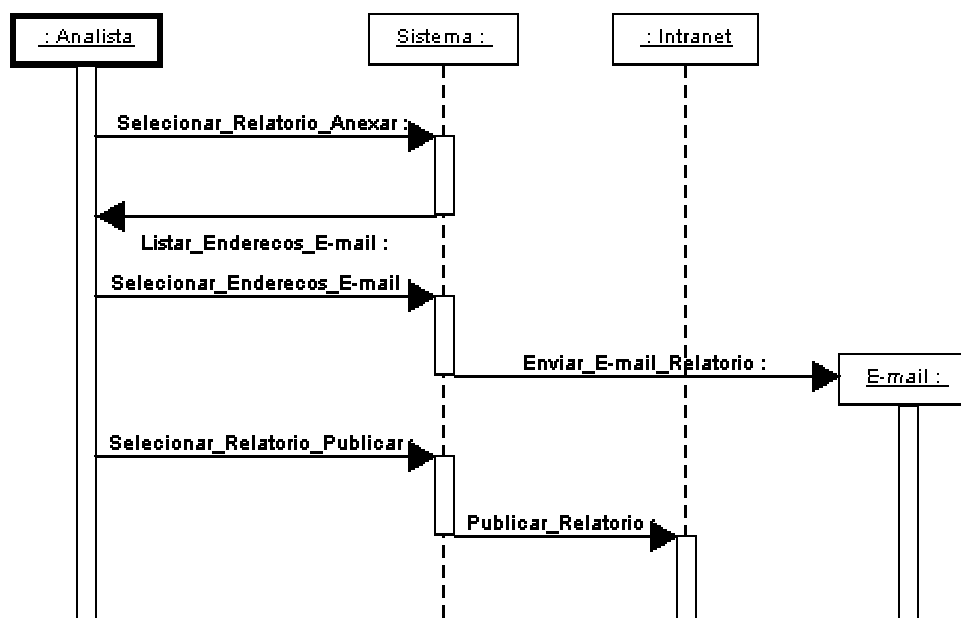 : Analista
Sistema :
: Intranet
Selecionar_Relatorio_Anexar :
Listar_Enderecos_E-mail :
Selecionar_Enderecos_E-mail :
Enviar_E-mail_Relatorio :
E-mail :
Selecionar_Relatorio_Publicar :
Publicar_Relatorio :